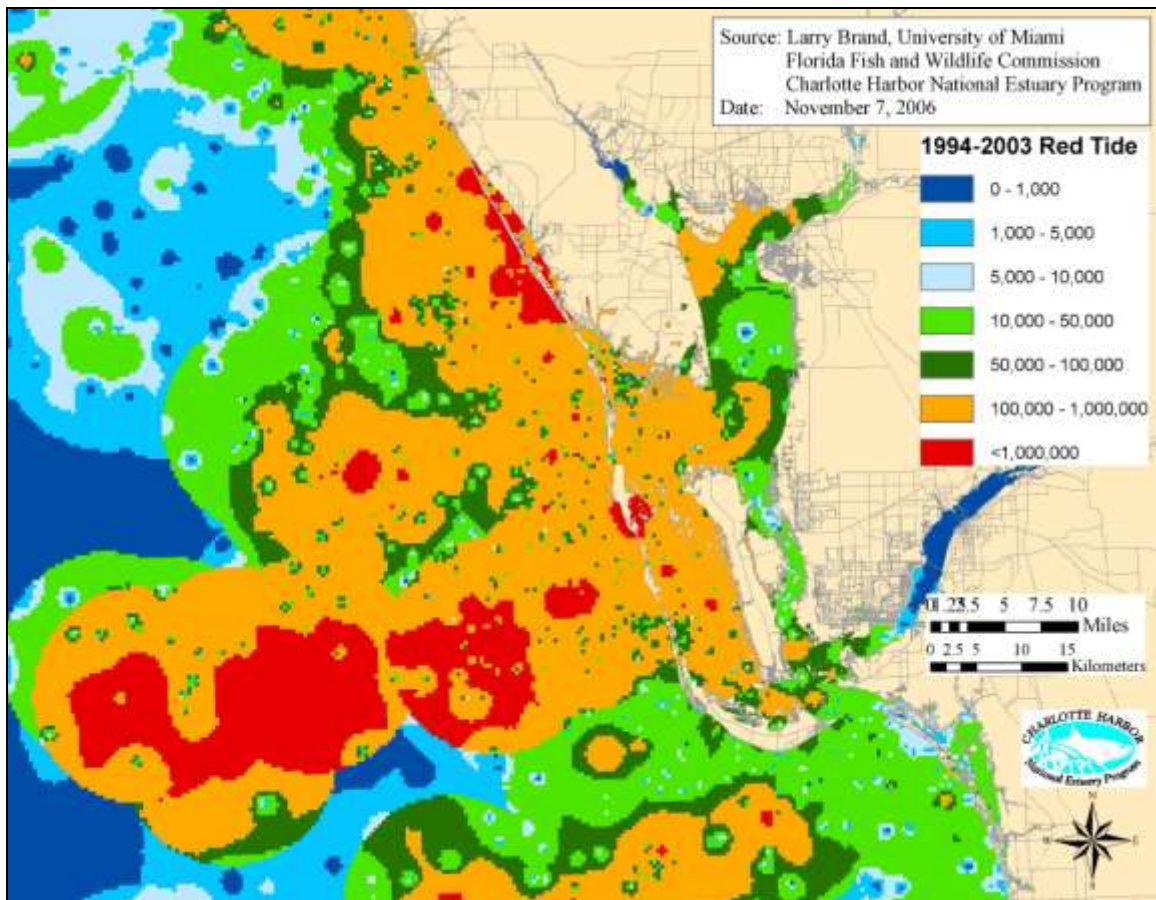 Source: Larry Brand, University of Miami
Florida Fish and Wildlife Commission
Charlotte Harbor National Estuary Program
Date: November 7, 2006
1994-2003 Red Tide
0 - 1,000
1,000 - 5,000
5,000 - 10,000
10,000 - 50,000
50,000 - 100,000
100,000 - 1,000,000
<1,000,000
5 7.5 10
Miles
0 2.5 5 10 15
Kilometers
CHARLOTTE HARBOR
National Estuary Program
N
W E
S